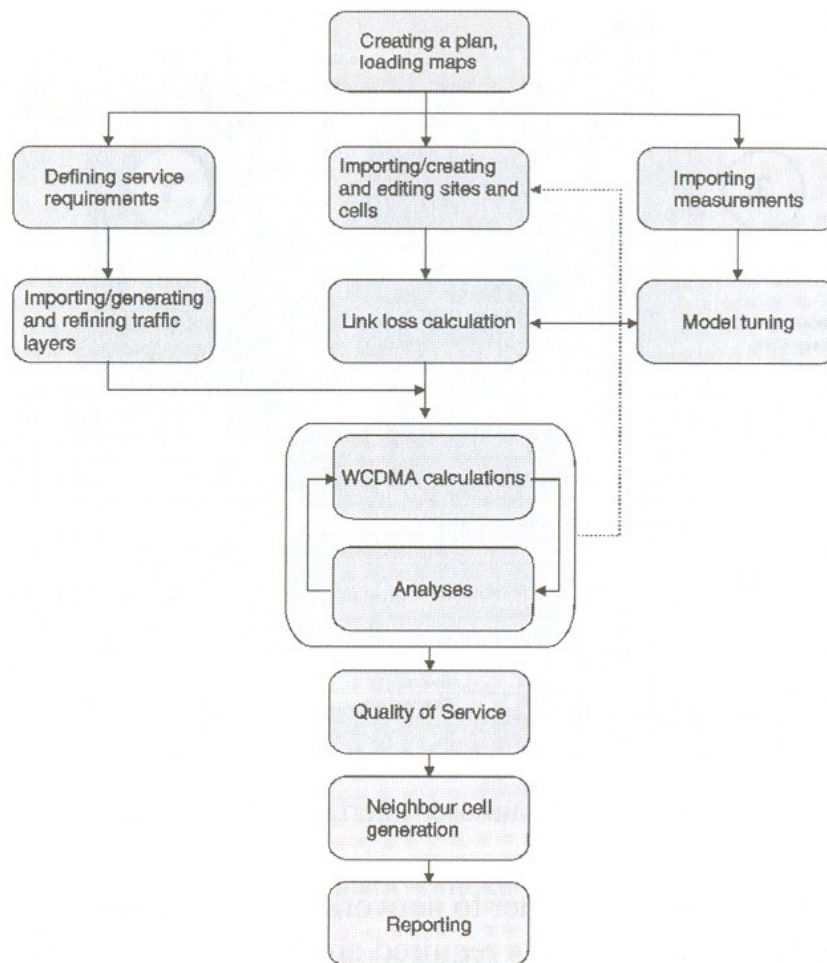 Creating a plan,
loading maps
Defining service
requirements
Importing/creating
and editing sites and
cells
Importing
measurements
Importing/generating
and refining traffic
layers
Link loss calculation
Model tuning
WCDMA calculations
Analyses
Quality of Service
Neighbour cell
generation
Reporting